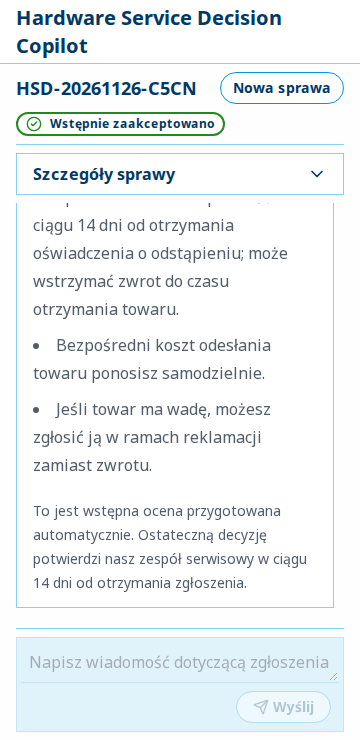 Hardware Service Decision
Copilot
HSD-20261126-C5CN
Nowa sprawa
Wstępnie zaakceptowano
Szczegóły sprawy
ciągu 14 dni od otrzymania
oświadczenia o odstąpieniu; może
wstrzymać zwrot do czasu
otrzymania towaru.
• Bezpośredni koszt odesłania
towaru ponosisz samodzielnie.
• Jeśli towar ma wadę, możesz
zgłosić ją w ramach reklamacji
zamiast zwrotu.
To jest wstępna ocena przygotowana
automatycznie. Ostateczną decyzję
potwierdzi nasz zespół serwisowy w ciągu
14 dni od otrzymania zgłoszenia.
Napisz wiadomość dotyczącą zgłoszenia
Wyślij